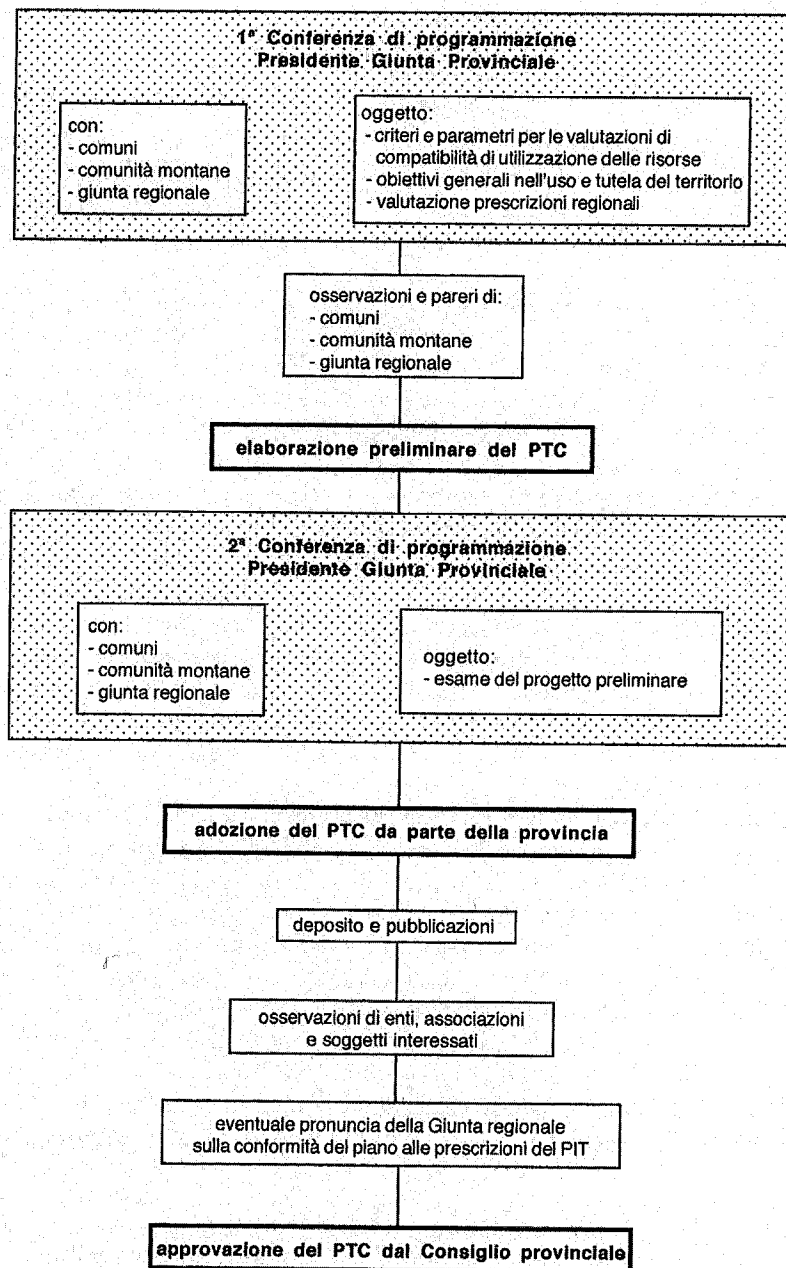 1ª Conferenza di programmazione
Presidente Giunta Provinciale
con:
- comuni
- comunità montane
- giunta regionale
oggetto:
- criteri e parametri per le valutazioni di
compatibilità di utilizzazione delle risorse
- obiettivi generali nell'uso e tutela del territorio
- valutazione prescrizioni regionali
osservazioni e pareri di:
- comuni
- comunità montane
- giunta regionale
elaborazione preliminare del PTC
2ª Conferenza di programmazione
Presidente Giunta Provinciale
con:
- comuni
- comunità montane
- giunta regionale
oggetto:
- esame del progetto preliminare
adozione del PTC da parte della provincia
deposito e pubblicazioni
osservazioni di enti, associazioni
e soggetti interessati
eventuale pronuncia della Giunta regionale
sulla conformità del piano alle prescrizioni del PIT
approvazione del PTC dal Consiglio provinciale